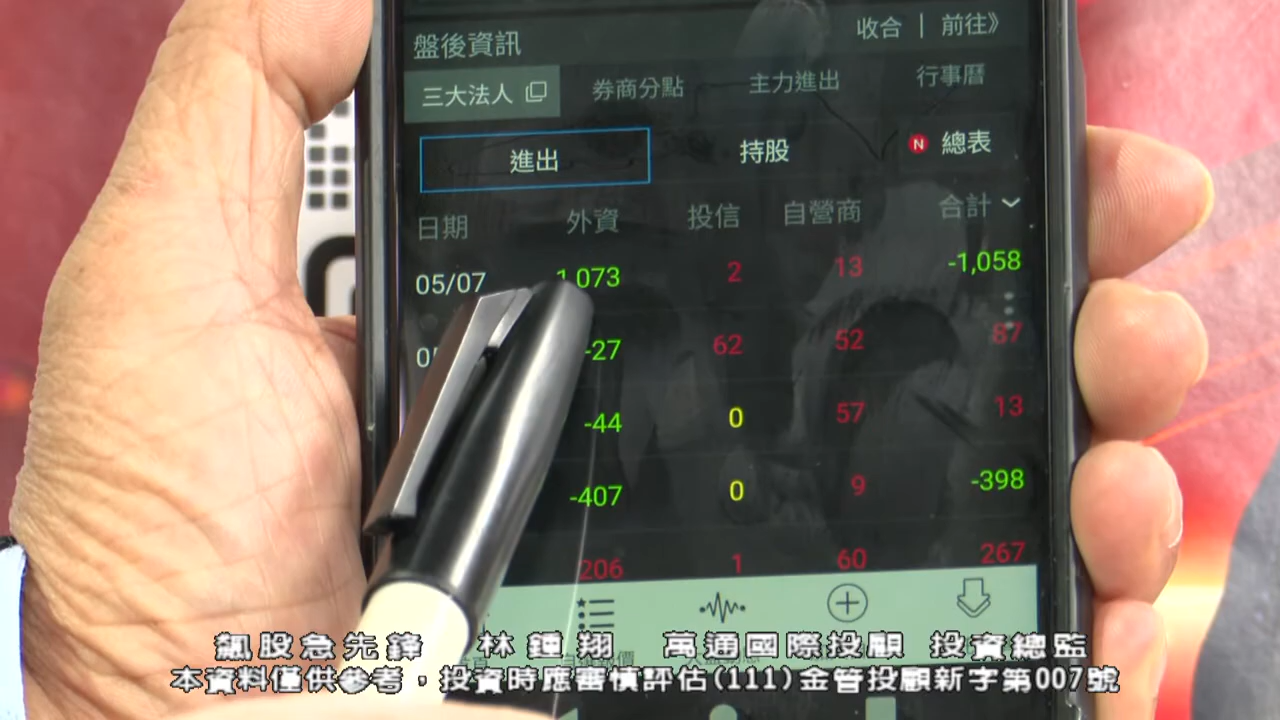 盤後資訊 收合 | 前往》
三大法人 券商分點 主力進出 行事曆
進出 持股 N 總表
日期 外資 投信 自營商 合計
05/07 -1,073 2 13 -1,058
-27 62 52 87
-44 0 57 13
-407 0 9 -398
206 1 60 267
飆股急先鋒 林鍾翔 萬通國際投顧 投資總監
本資料僅供參考，投資時應審慎評估(111)金管投顧新字第007號